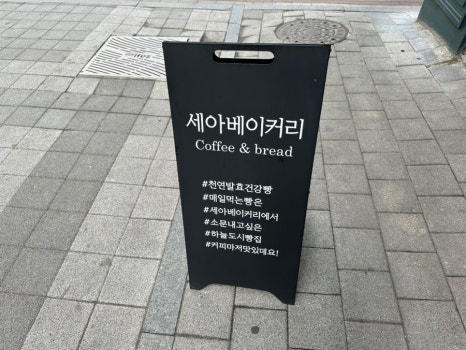 세아베이커리
Coffee & bread
#천연발효건강빵
#매일먹는빵은
#세아베이커리에서
#소문내고싶은
#하늘도시빵집
#커피마저맛있데요!